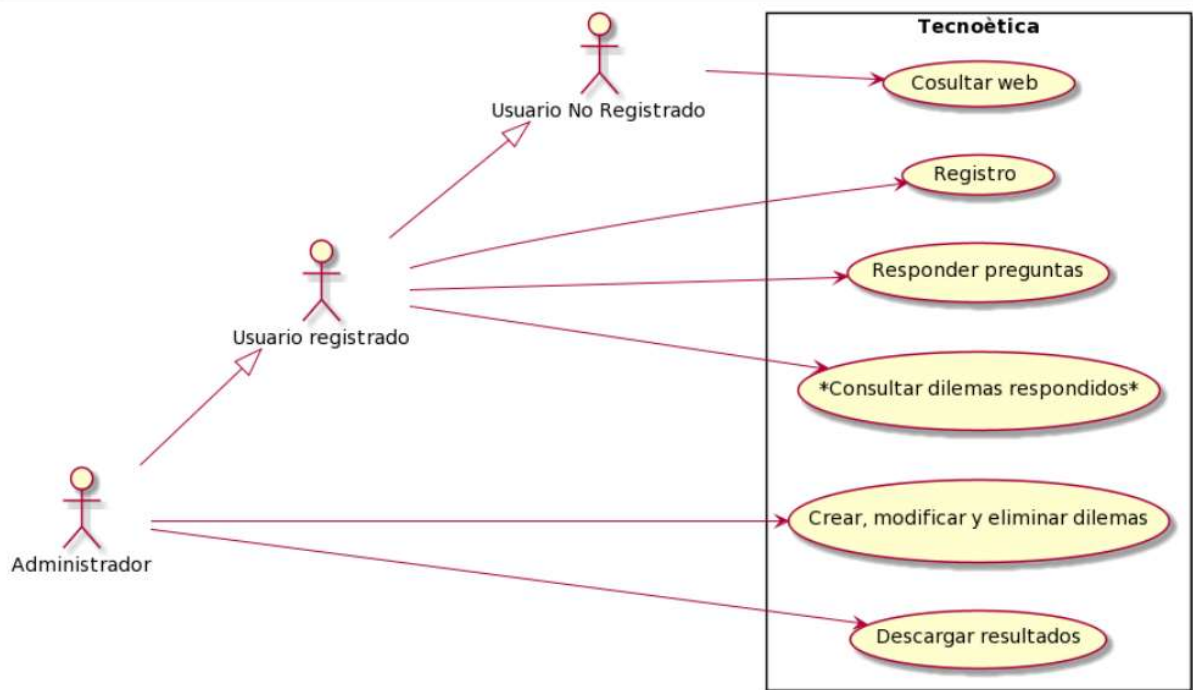 Tecnoètica
Usuario No Registrado
Cosultar web
Registro
Responder preguntas
Usuario registrado
*Consultar dilemas respondidos*
Crear, modificar y eliminar dilemas
Administrador
Descargar resultados